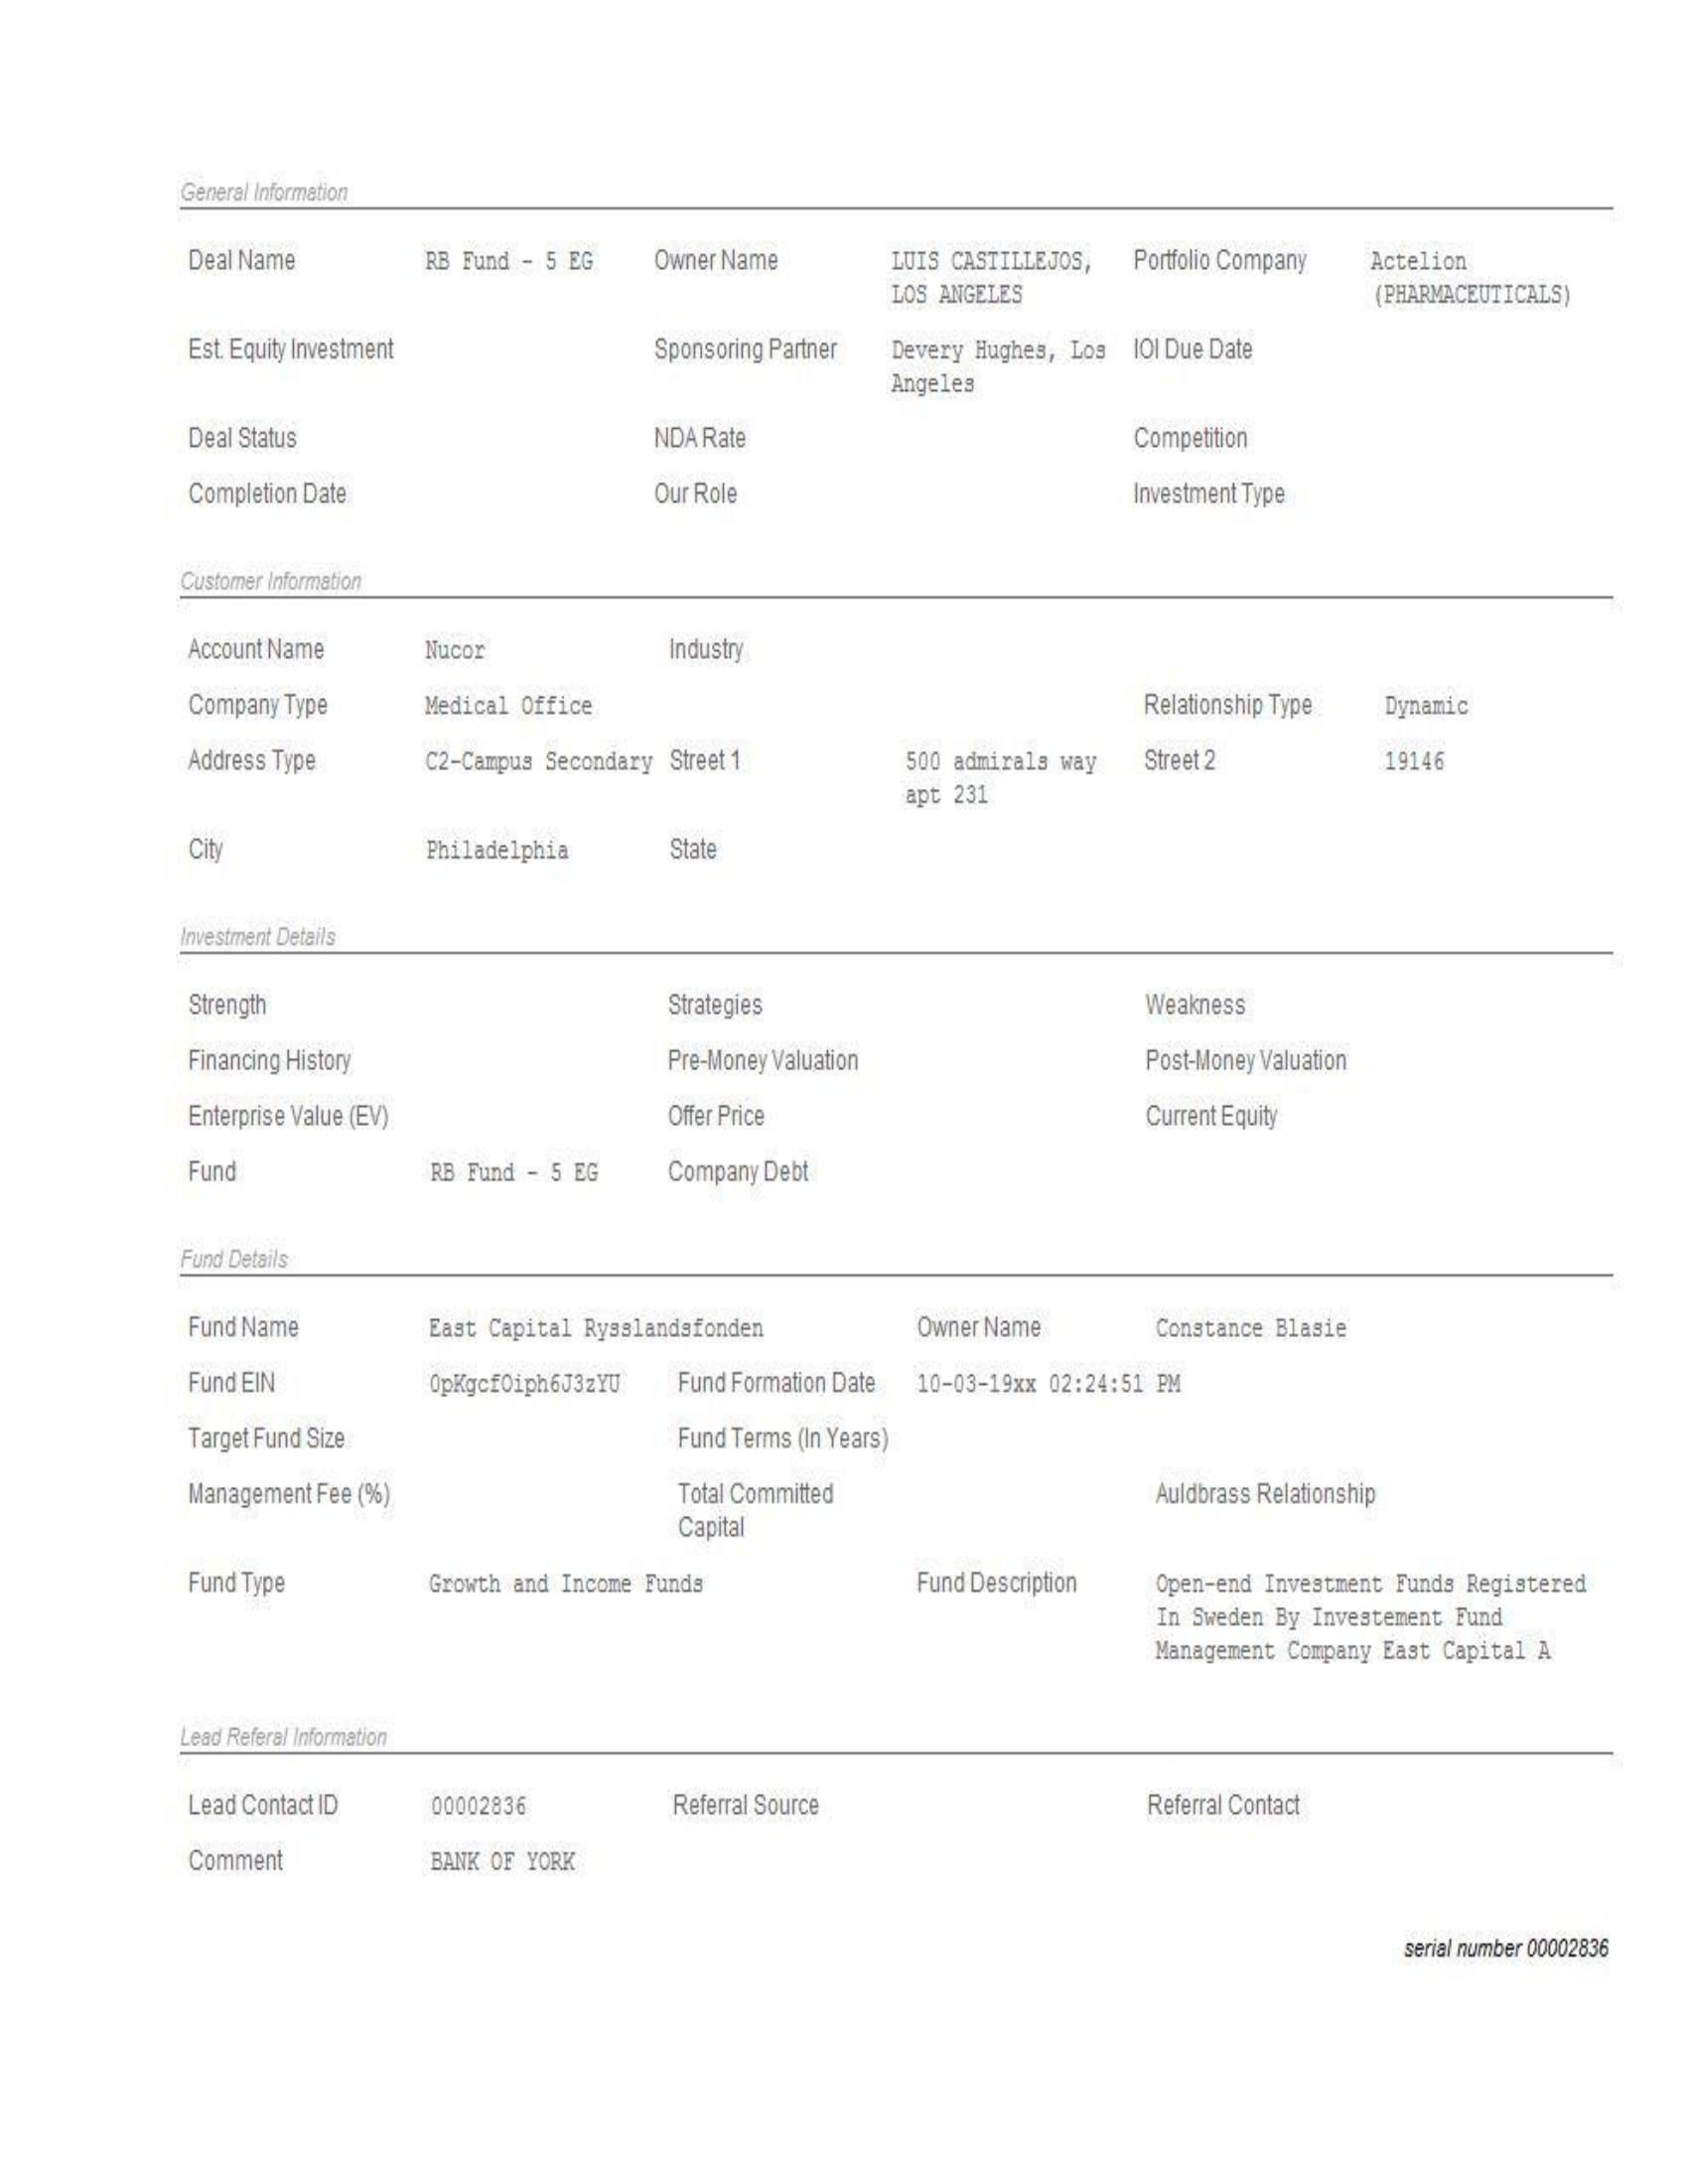 General Information
Deal Name RB Fund - 5 EG Owner Name LUIS CASTILLEJOS, Portfolio Company Actelion
LOS ANGELES (PHARMACEUTICALS)
Est. Equity Investment Sponsoring Partner Devery Hughes, Los IOI Due Date
Angeles
Deal Status NDA Rate Competition
Completion Date Our Role Investment Type
Customer Information
Account Name Nucor Industry
Company Type Medical Office Relationship Type Dynamic
Address Type C2-Campus Secondary Street 1 500 admirals way Street 2 19146
apt 231
City Philadelphia State
Investment Details
Strength Strategies Weakness
Financing History Pre-Money Valuation Post-Money Valuation
Enterprise Value (EV) Offer Price Current Equity
Fund RB Fund - 5 EG Company Debt
Fund Details
Fund Name East Capital Rysslandsfonden Owner Name Constance Blasie
Fund EIN 0pKgcfOiph6J3zYU Fund Formation Date 10-03-19xx 02:24:51 PM
Target Fund Size Fund Terms (In Years)
Management Fee (%) Total Committed Auldbrass Relationship
Capital
Fund Type Growth and Income Funds Fund Description Open-end Investment Funds Registered
In Sweden By Investement Fund
Management Company East Capital A
Lead Referal Information
Lead Contact ID 00002836 Referral Source Referral Contact
Comment BANK OF YORK
serial number 00002836